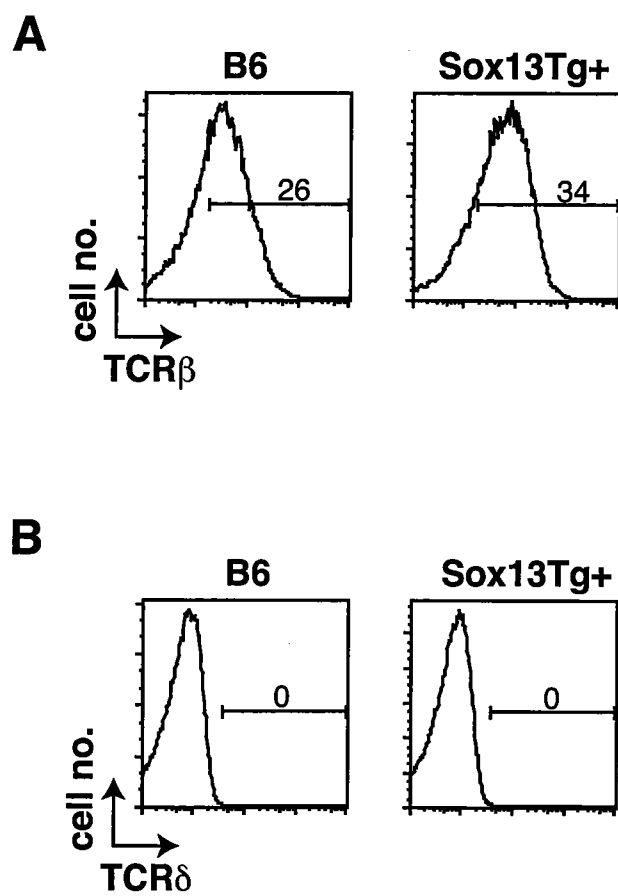 A
B6
Sox13Tg+
26
34
cell no.
TCRβ
B
B6
Sox13Tg+
0
0
cell no.
TCRδ